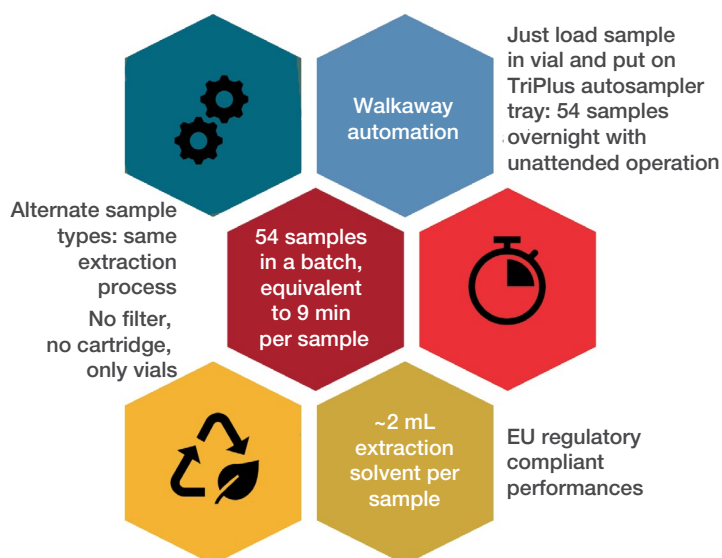 Walkaway
automation
Just load sample
in vial and put on
TriPlus autosampler
tray: 54 samples
overnight with
unattended operation
Alternate sample
types: same
extraction
process
No filter,
no cartridge,
only vials
54 samples
in a batch,
equivalent
to 9 min
per sample
~2 mL
extraction
solvent per
sample
EU regulatory
compliant
performances